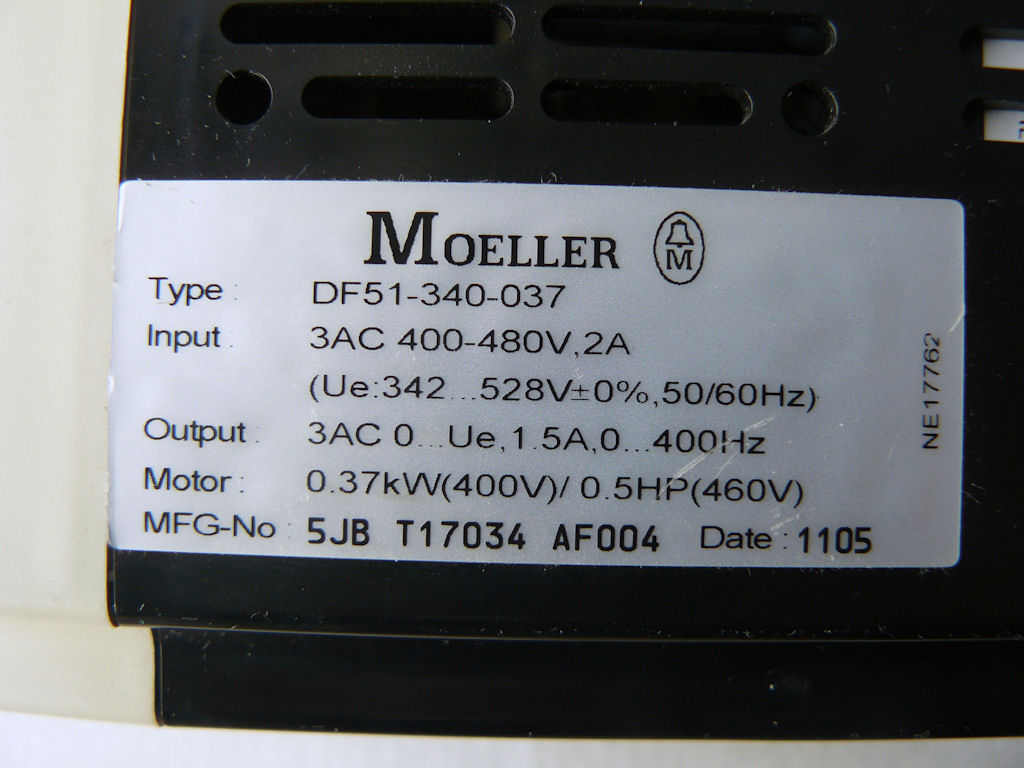 MOELLER M
Type : DF51-340-037
Input : 3AC 400-480V,2A
(Ue:342...528V±0%,50/60Hz)
Output : 3AC 0...Ue,1.5A,0...400Hz
Motor : 0.37kW(400V)/ 0.5HP(460V)
MFG-No : 5JB T17034 AF004 Date : 1105
NE17762